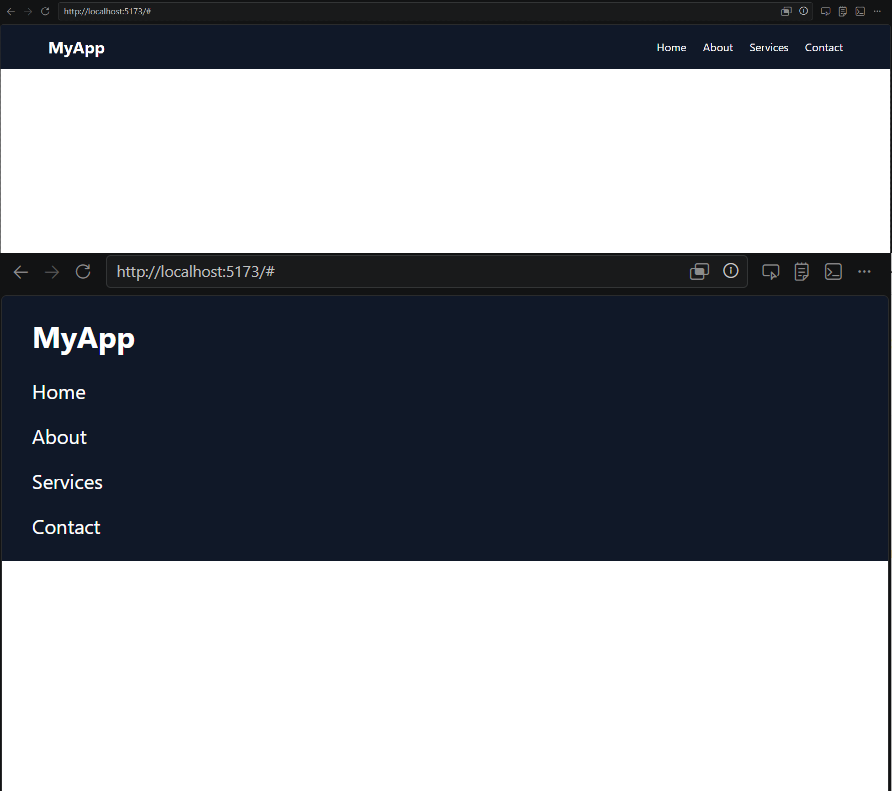 http://localhost:5173/#
MyApp Home About Services Contact
http://localhost:5173/#
MyApp
Home
About
Services
Contact